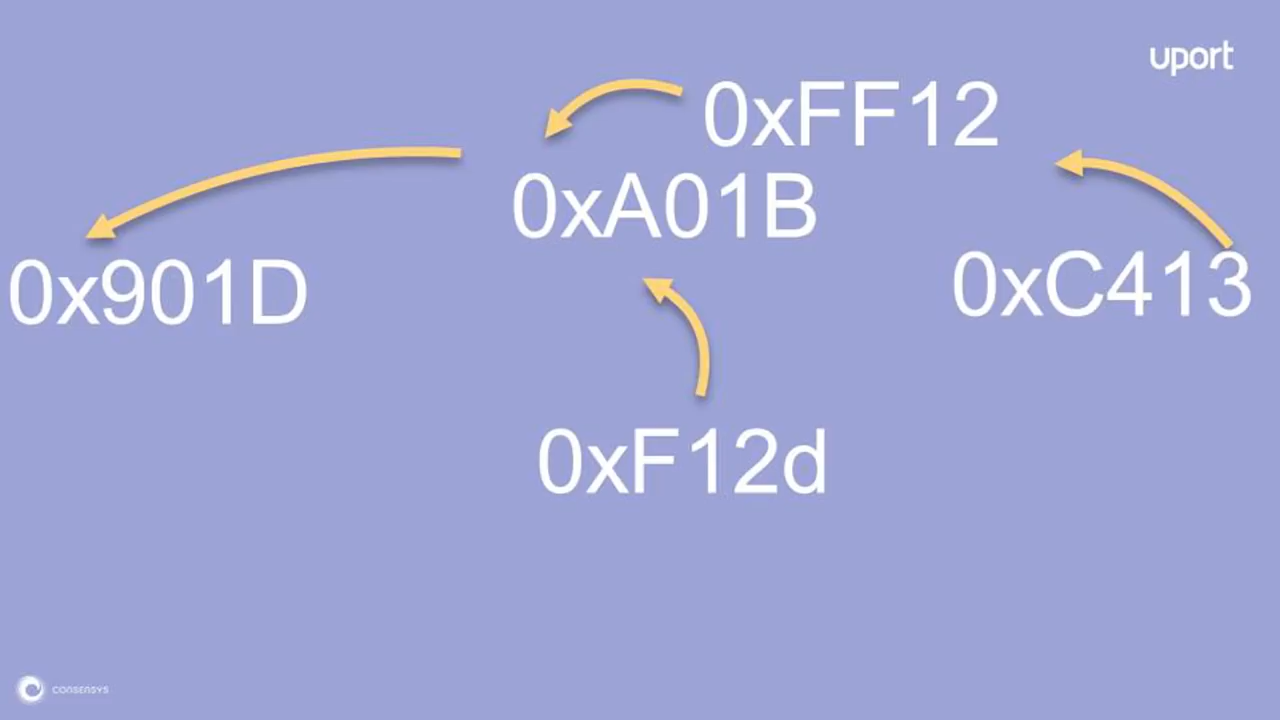 uport
0xFF12
0xA01B
0x901D
0xC413
0xF12d
CONSENSYS